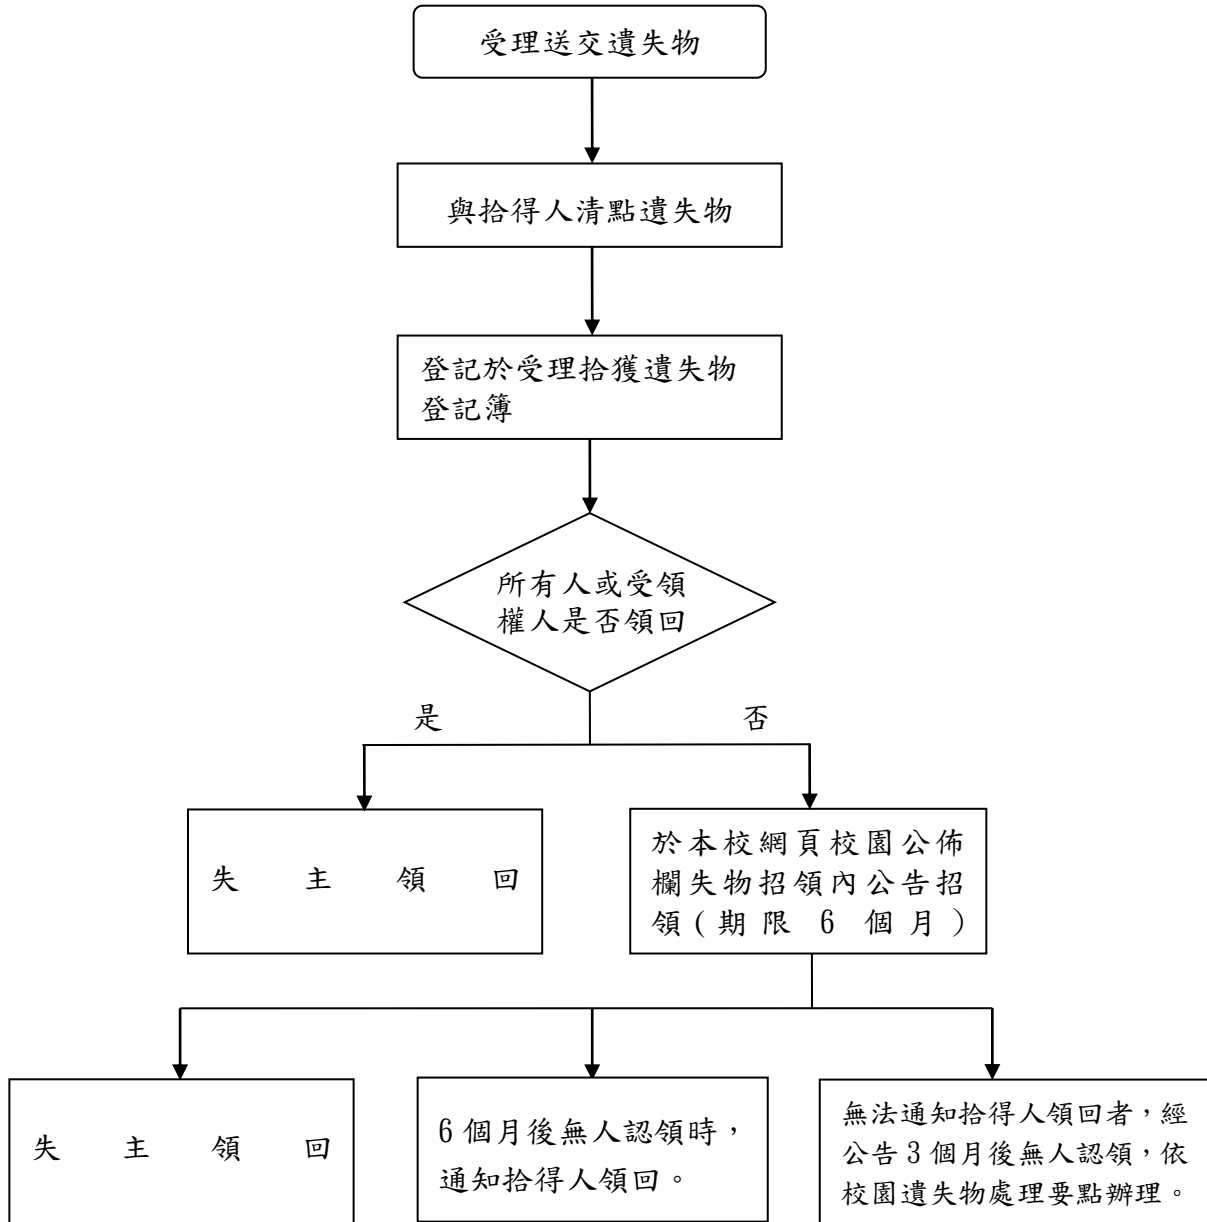 受理送交遺失物
與拾得人清點遺失物
登記於受理拾獲遺失物
登記簿
所有人或受領
權人是否領回
是
否
失主領回
於本校網頁校園公佈
欄失物招領內公告招
領(期限6個月)
失主領回
6個月後無人認領時，
通知拾得人領回。
無法通知拾得人領回者，經
公告3個月後無人認領，依
校園遺失物處理要點辦理。